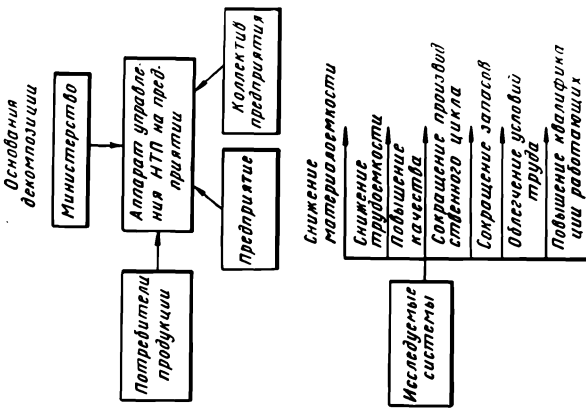 Основания
декомпозиции
Министерство
Потребители
продукции
Аппарат управле-
ния НТП на пред-
приятии
Предприятие
Коллектив
предприятия
Исследуемые
системы
Снижение
материалоемкости
Снижение
трудоемкости
Повышение
качества
Сокращение произвед
ственного цикла
Сокращение запасов
Облегчение условий
труда
Повышение квалифика
ции работающих